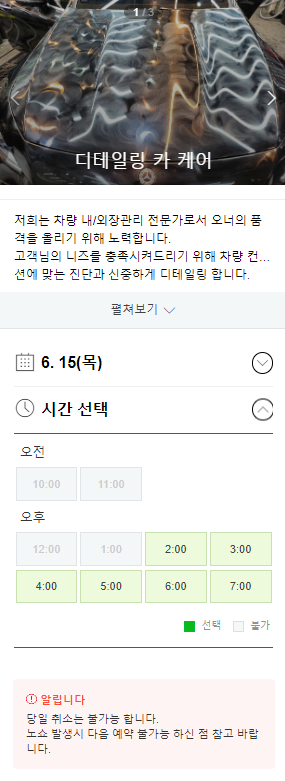 1 / 3
디테일링 카 케어
저희는 차량 내/외장관리 전문가로서 오너의 품
격을 올리기 위해 노력합니다.
고객님의 니즈를 충족시켜드리기 위해 차량 컨...
션에 맞는 진단과 신중하게 디테일링 합니다.
펼쳐보기
6. 15(목)
시간 선택
오전
10:00 11:00
오후
12:00 1:00 2:00 3:00
4:00 5:00 6:00 7:00
선택 불가
알립니다
당일 취소는 불가능 합니다.
노쇼 발생시 다음 예약 불가능 하신 점 참고 바랍
니다.